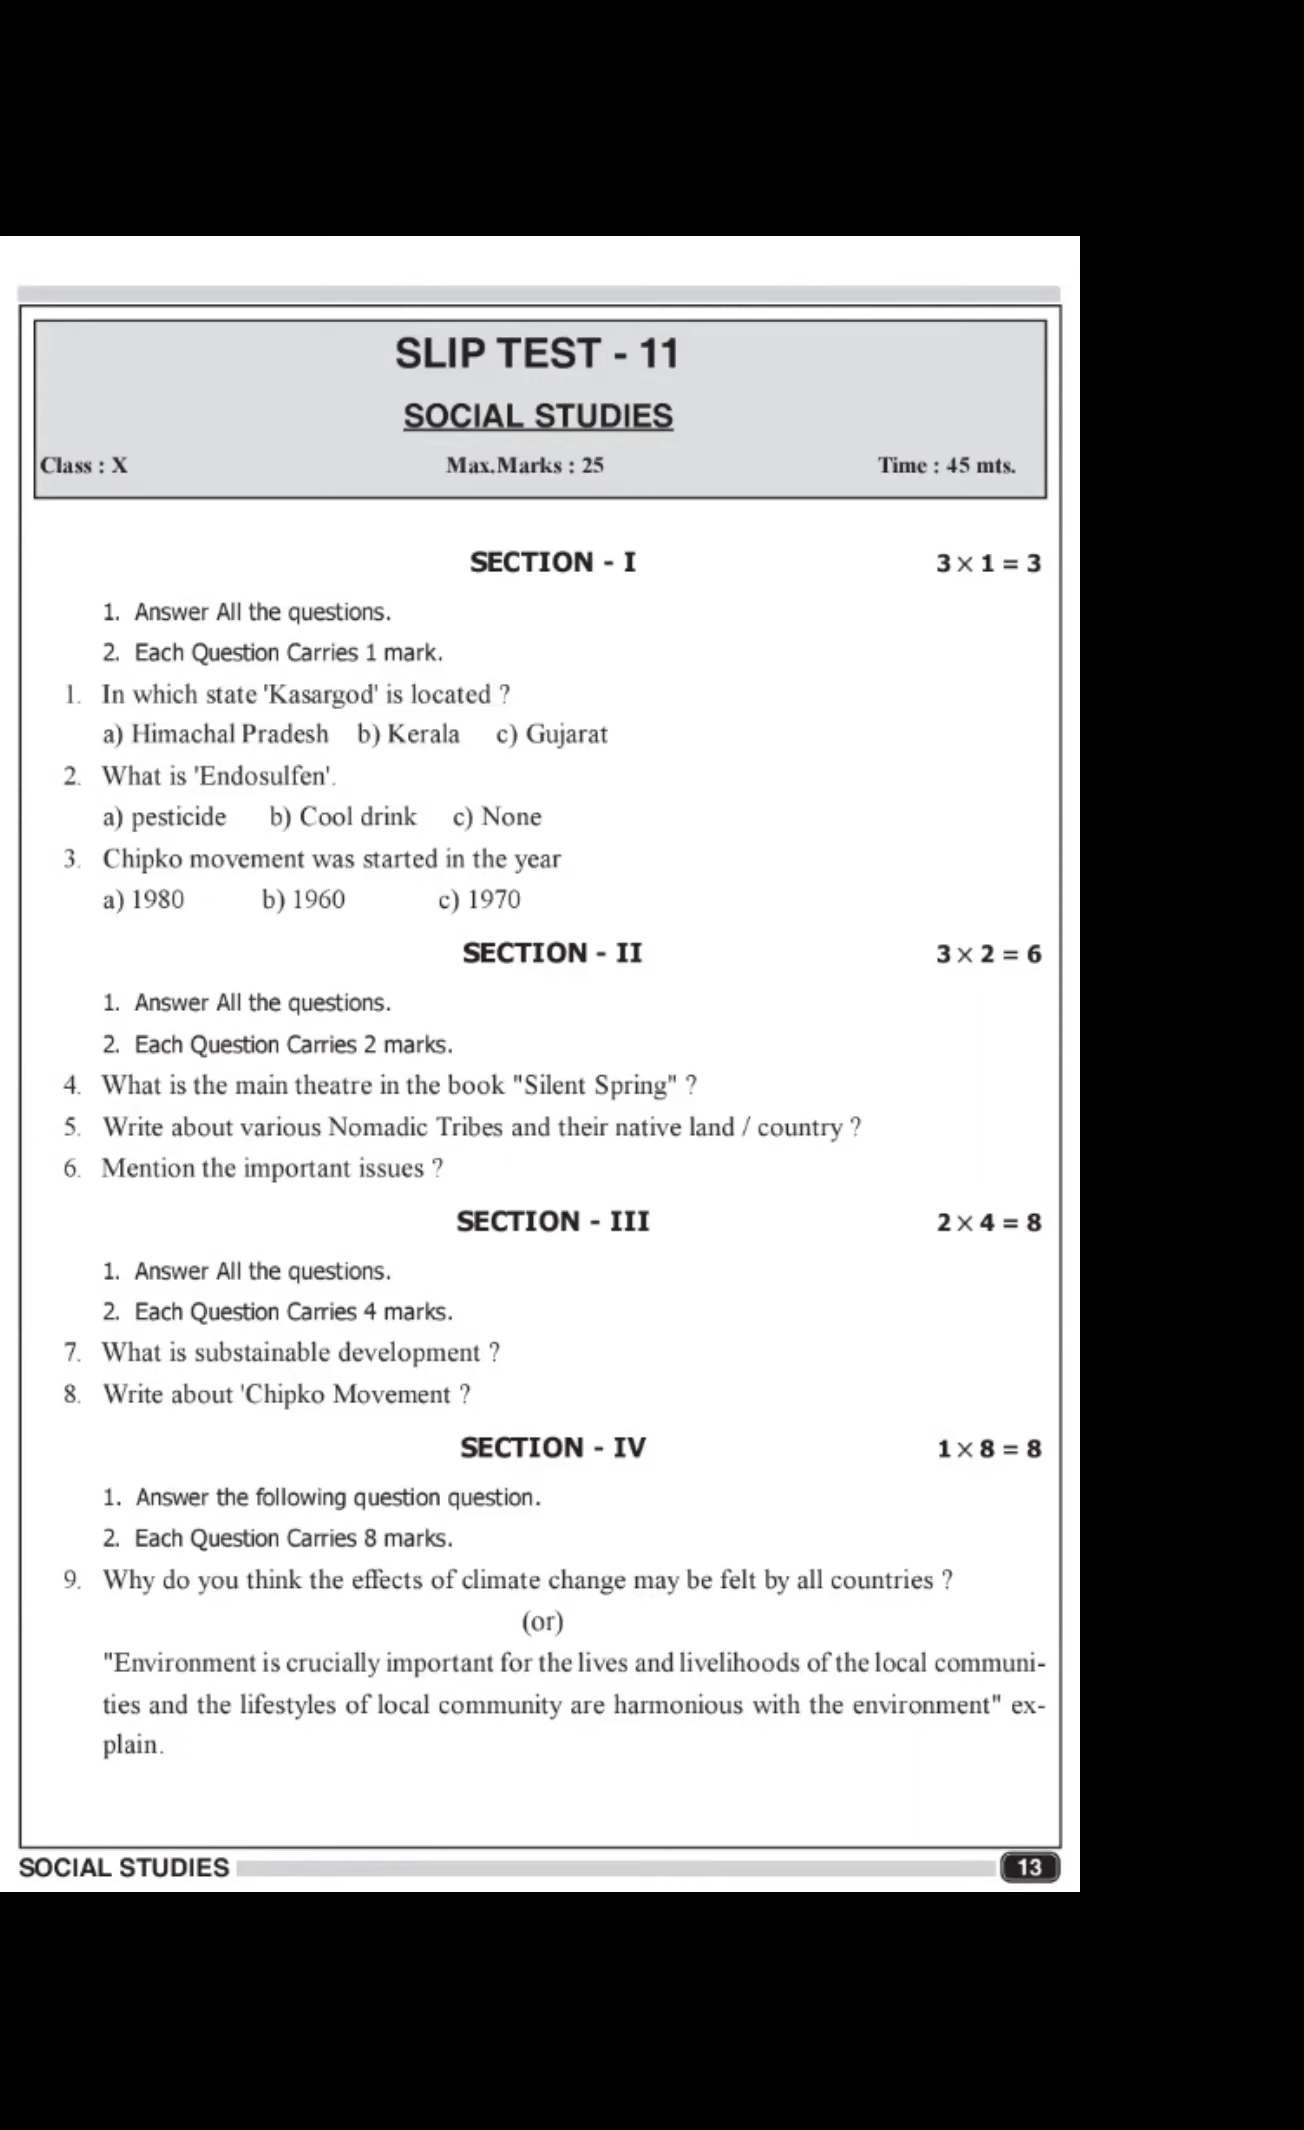 SLIP TEST - 11
SOCIAL STUDIES
Class : X Max.Marks : 25 Time : 45 mts.
SECTION - I 3 × 1 = 3
1. Answer All the questions.
2. Each Question Carries 1 mark.
1. In which state 'Kasargod' is located ?
a) Himachal Pradesh b) Kerala c) Gujarat
2. What is 'Endosulfen'.
a) pesticide b) Cool drink c) None
3. Chipko movement was started in the year
a) 1980 b) 1960 c) 1970
SECTION - II 3 × 2 = 6
1. Answer All the questions.
2. Each Question Carries 2 marks.
4. What is the main theatre in the book "Silent Spring" ?
5. Write about various Nomadic Tribes and their native land / country ?
6. Mention the important issues ?
SECTION - III 2 × 4 = 8
1. Answer All the questions.
2. Each Question Carries 4 marks.
7. What is substainable development ?
8. Write about 'Chipko Movement ?
SECTION - IV 1 × 8 = 8
1. Answer the following question question.
2. Each Question Carries 8 marks.
9. Why do you think the effects of climate change may be felt by all countries ?
(or)
"Environment is crucially important for the lives and livelihoods of the local communi-
ties and the lifestyles of local community are harmonious with the environment" ex-
plain.
SOCIAL STUDIES 13